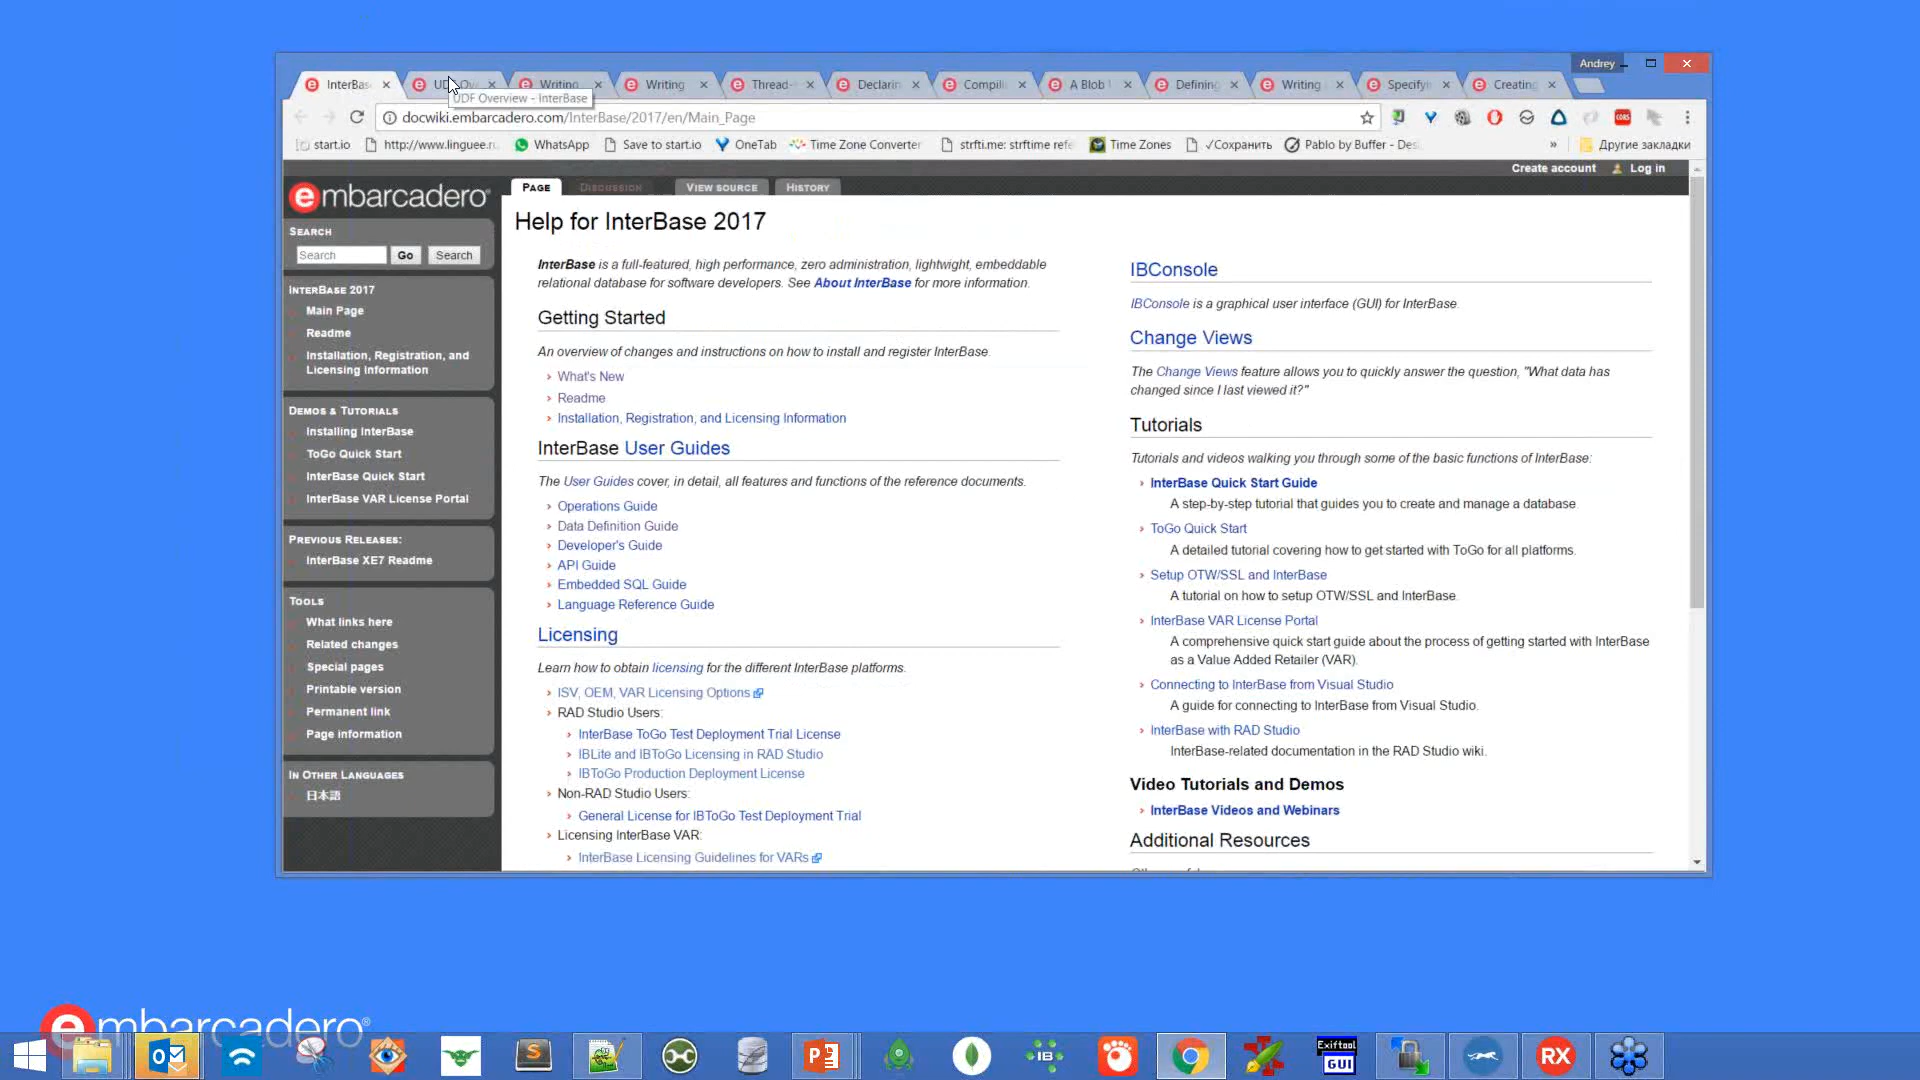 Andrey
InterBas
UDF Ov
Writing
Writing
Thread-
Declarin
Compili
A Blob
Defining
Writing
Specifyi
Creating
UDF Overview - InterBase
docwiki.embarcadero.com/InterBase/2017/en/Main_Page
start.io http://www.linguee.r WhatsApp Save to start.io OneTab Time Zone Converter strfti.me: strftime refe Time Zones ✓Сохранить Pablo by Buffer - Des » Другие закладки
Create account Log in
embarcadero®
PAGE DISCUSSION VIEW SOURCE HISTORY
SEARCH
Search Go Search
INTERBASE 2017
Main Page
Readme
Installation, Registration, and
Licensing Information
DEMOS & TUTORIALS
Installing InterBase
ToGo Quick Start
InterBase Quick Start
InterBase VAR License Portal
PREVIOUS RELEASES:
InterBase XE7 Readme
TOOLS
What links here
Related changes
Special pages
Printable version
Permanent link
Page information
IN OTHER LANGUAGES
日本語
Help for InterBase 2017
InterBase is a full-featured, high performance, zero administration, lightwight, embeddable
relational database for software developers. See About InterBase for more information.
Getting Started
An overview of changes and instructions on how to install and register InterBase.
What's New
Readme
Installation, Registration, and Licensing Information
InterBase User Guides
The User Guides cover, in detail, all features and functions of the reference documents.
Operations Guide
Data Definition Guide
Developer's Guide
API Guide
Embedded SQL Guide
Language Reference Guide
Licensing
Learn how to obtain licensing for the different InterBase platforms.
ISV, OEM, VAR Licensing Options
RAD Studio Users:
InterBase ToGo Test Deployment Trial License
IBLite and IBToGo Licensing in RAD Studio
IBToGo Production Deployment License
Non-RAD Studio Users:
General License for IBToGo Test Deployment Trial
Licensing InterBase VAR:
InterBase Licensing Guidelines for VARs
IBConsole
IBConsole is a graphical user interface (GUI) for InterBase.
Change Views
The Change Views feature allows you to quickly answer the question, "What data has
changed since I last viewed it?"
Tutorials
Tutorials and videos walking you through some of the basic functions of InterBase:
InterBase Quick Start Guide
A step-by-step tutorial that guides you to create and manage a database.
ToGo Quick Start
A detailed tutorial covering how to get started with ToGo for all platforms.
Setup OTW/SSL and InterBase
A tutorial on how to setup OTW/SSL and InterBase.
InterBase VAR License Portal
A comprehensive quick start guide about the process of getting started with InterBase
as a Value Added Retailer (VAR).
Connecting to InterBase from Visual Studio
A guide for connecting to InterBase from Visual Studio.
InterBase with RAD Studio
InterBase-related documentation in the RAD Studio wiki.
Video Tutorials and Demos
InterBase Videos and Webinars
Additional Resources
embarcadero®
IB
Exiftool
GUI
RX